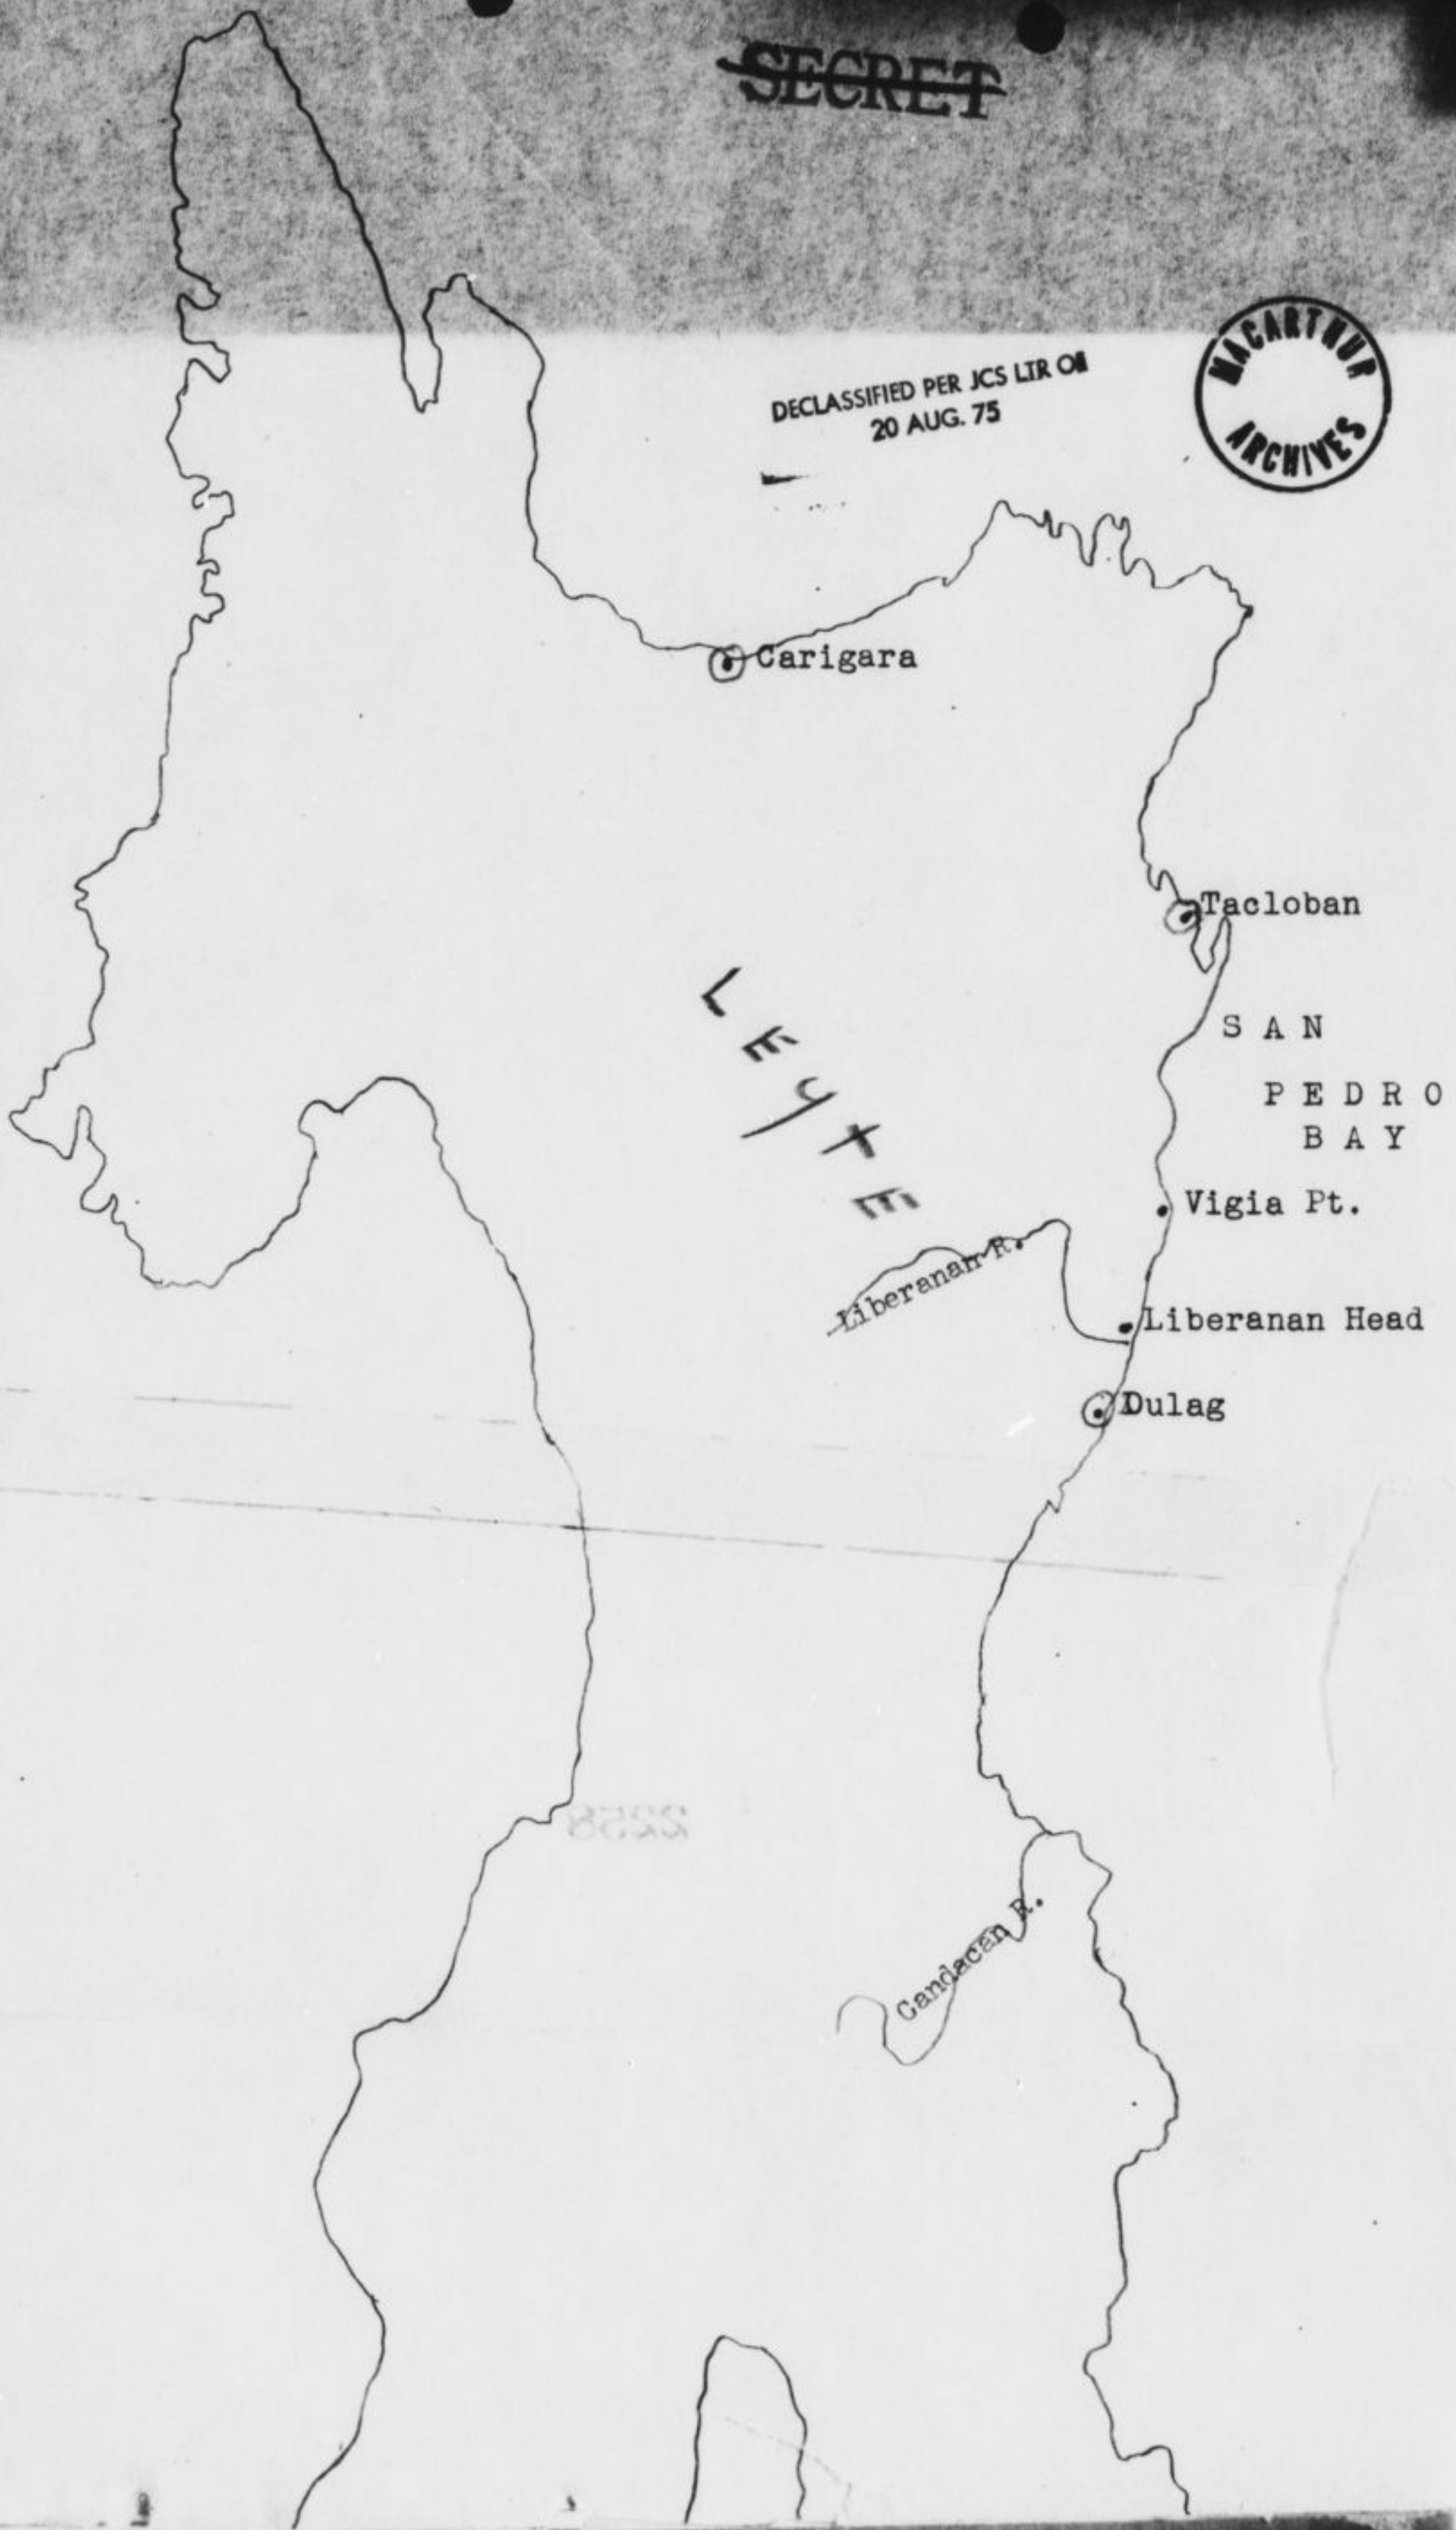 SECRET
DECLASSIFIED PER JCS LTR OF
20 AUG. 75
MACARTHUR
ARCHIVES
Carigara
Tacloban
LEYTE
SAN
PEDRO
BAY
Vigia Pt.
Liberanan R.
Liberanan Head
Dulag
2258
Candacan R.